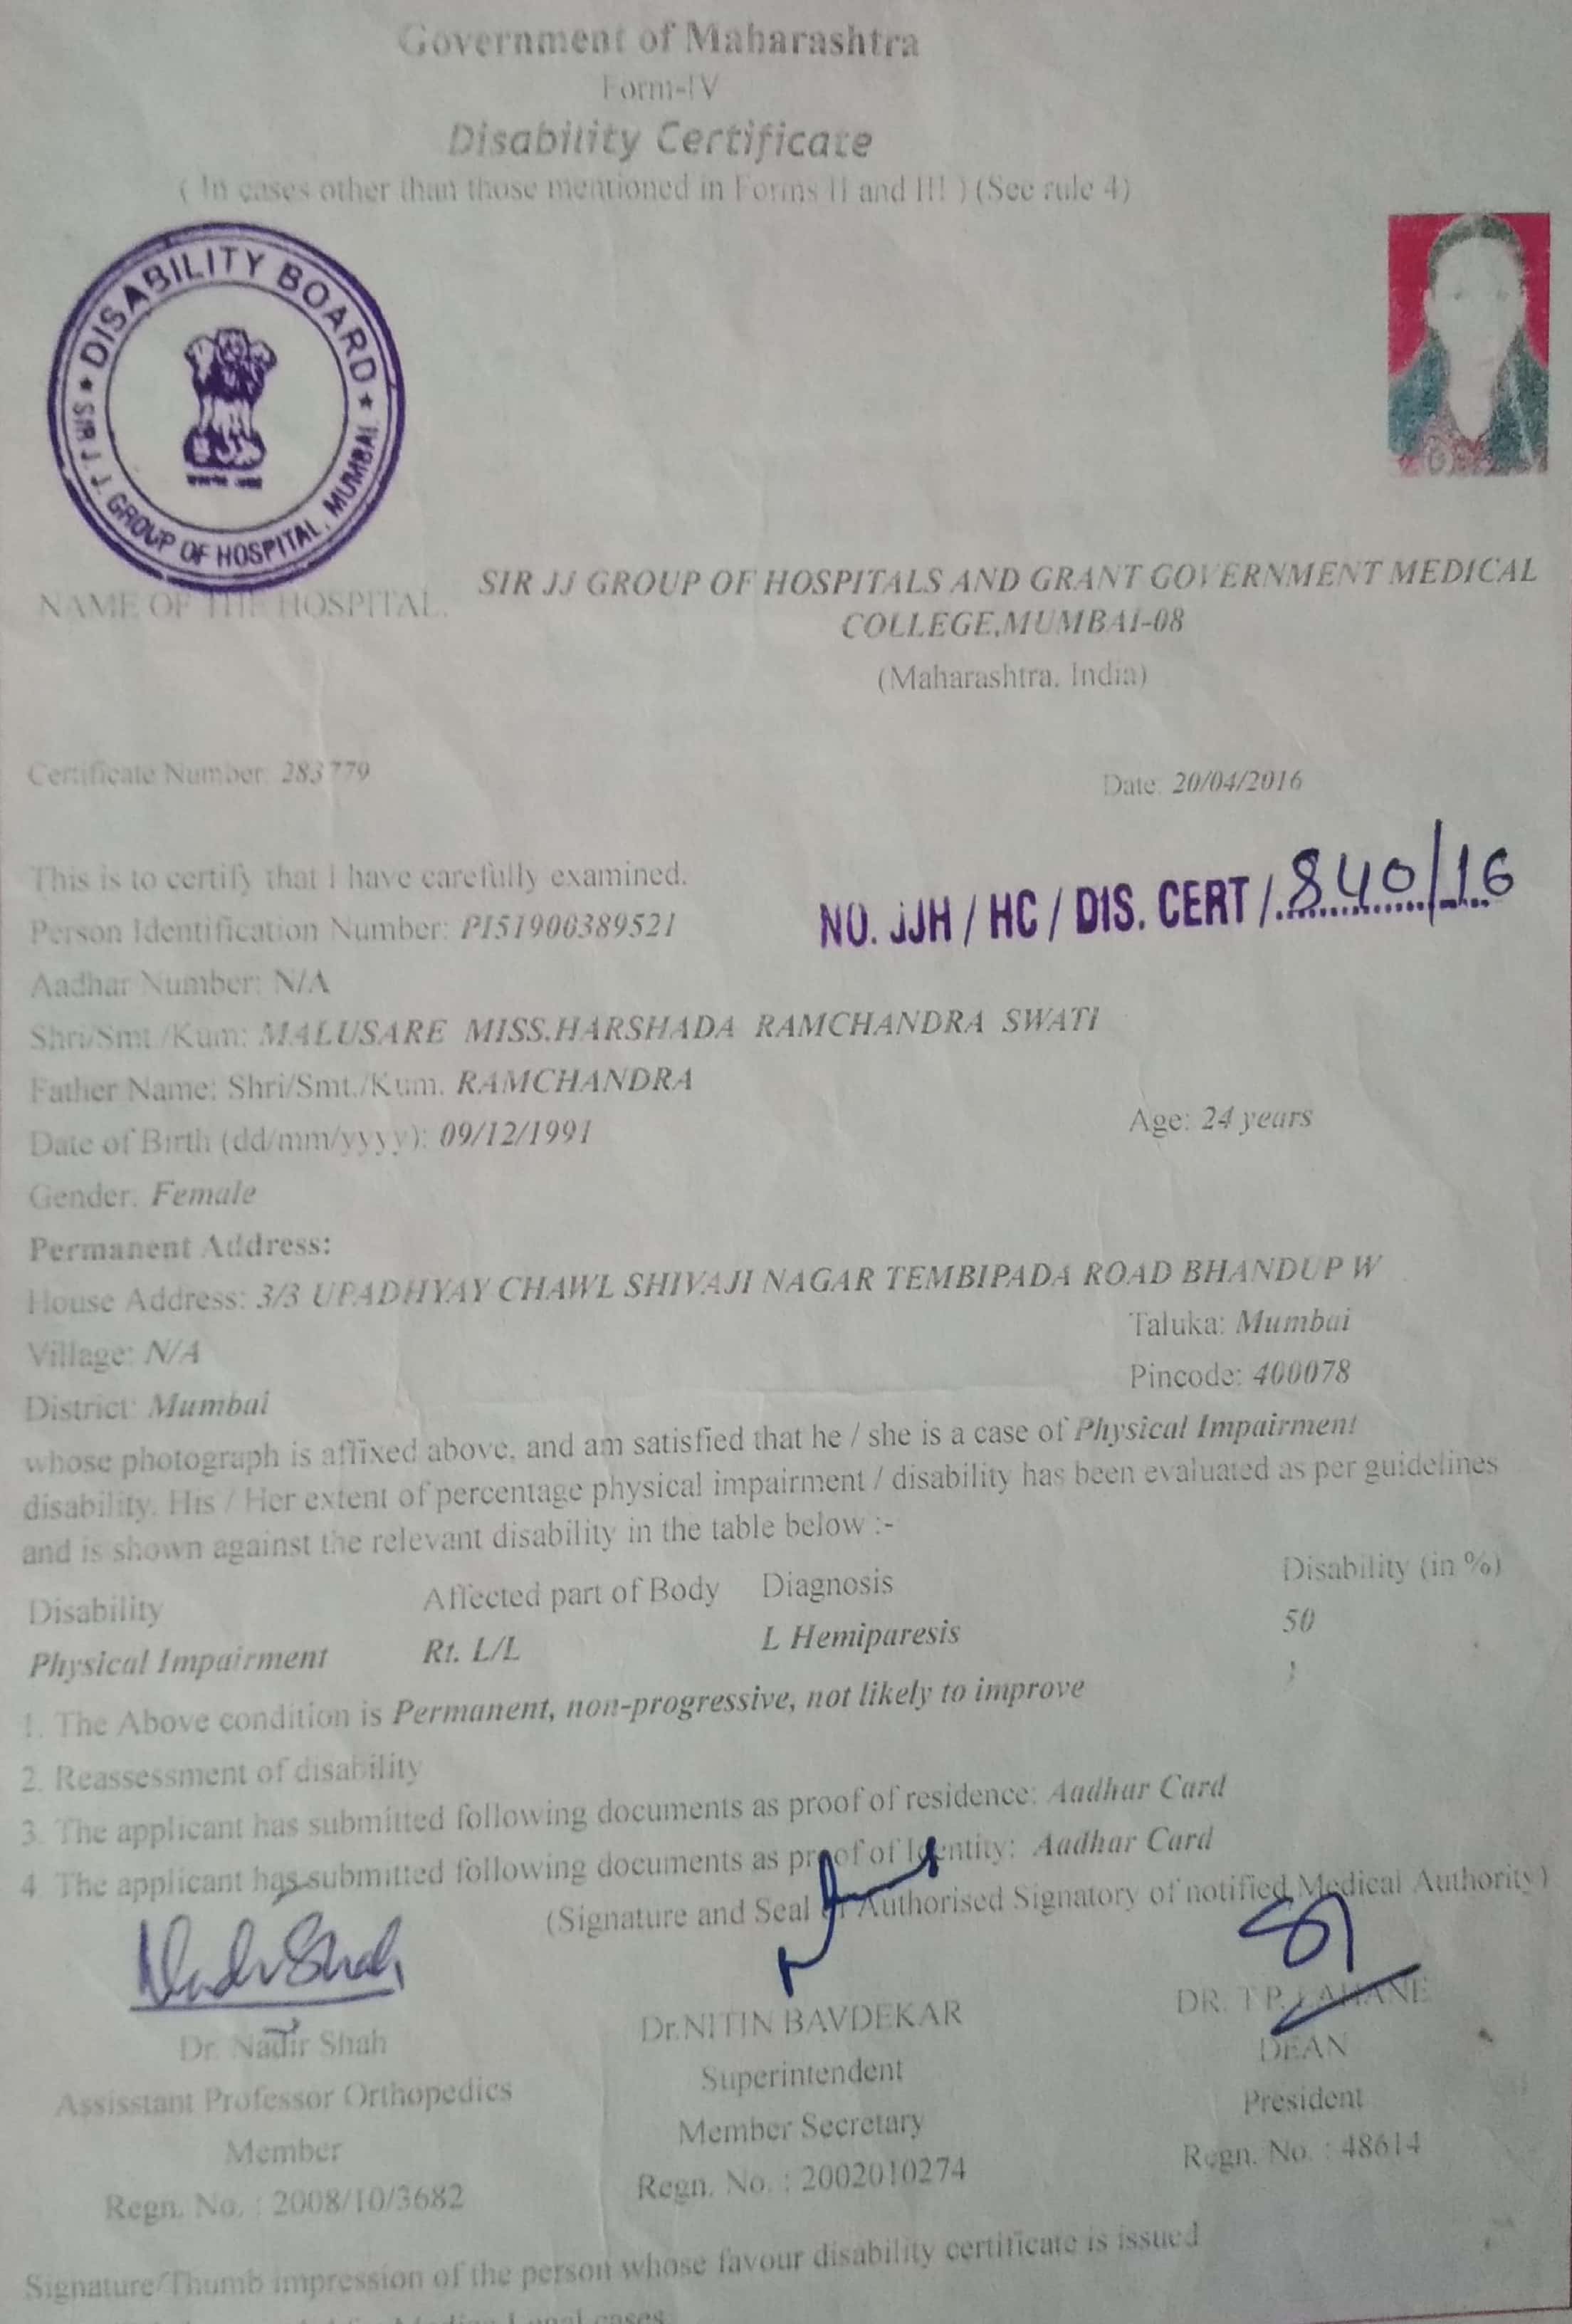 Government of Maharashtra
Form-IV
Disability Certificate
( In cases other than those mentioned in Forms II and III ) (See rule 4)
★ DISABILITY BOARD ★
SIR J. J. GROUP OF HOSPITAL, MUMBAI
NAME OF THE HOSPITAL. SIR JJ GROUP OF HOSPITALS AND GRANT GOVERNMENT MEDICAL
COLLEGE,MUMBAI-08
(Maharashtra, India)
Certificate Number: 283779 Date: 20/04/2016
This is to certify that I have carefully examined.
NO. JJH / HC / DIS. CERT / 840/16
Person Identification Number: PI51900389521
Aadhar Number: N/A
Shri/Smt./Kum: MALUSARE MISS.HARSHADA RAMCHANDRA SWATI
Father Name: Shri/Smt./Kum. RAMCHANDRA
Date of Birth (dd/mm/yyyy): 09/12/1991 Age: 24 years
Gender. Female
Permanent Address:
House Address: 3/3 UPADHYAY CHAWL SHIVAJI NAGAR TEMBIPADA ROAD BHANDUP W
Village: N/A Taluka: Mumbai
District: Mumbai Pincode: 400078
whose photograph is affixed above, and am satisfied that he / she is a case of Physical Impairment
disability. His / Her extent of percentage physical impairment / disability has been evaluated as per guidelines
and is shown against the relevant disability in the table below :-
Disability Affected part of Body Diagnosis Disability (in %)
Physical Impairment Rt. L/L L Hemiparesis 50
1. The Above condition is Permanent, non-progressive, not likely to improve
2. Reassessment of disability
3. The applicant has submitted following documents as proof of residence: Aadhar Card
4. The applicant has submitted following documents as proof of Identity: Aadhar Card
(Signature and Seal of Authorised Signatory of notified Medical Authority)
Nadir Shah
Dr. Nadir Shah Dr.NITIN BAVDEKAR DR. T P. LAHANE
Assisstant Professor Orthopedics Superintendent DEAN
Member Member Secretary President
Regn. No. : 2008/10/3682 Regn. No. : 2002010274 Regn. No. : 48614
Signature/Thumb impression of the person whose favour disability certificate is issued